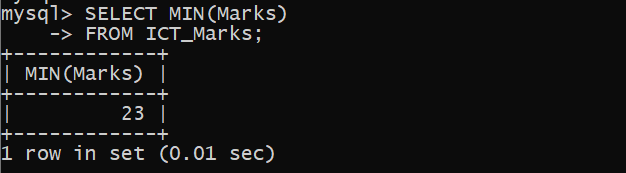 mysql> SELECT MIN(Marks)
    -> FROM ICT_Marks;
+------------+
| MIN(Marks) |
+------------+
|         23 |
+------------+
1 row in set (0.01 sec)